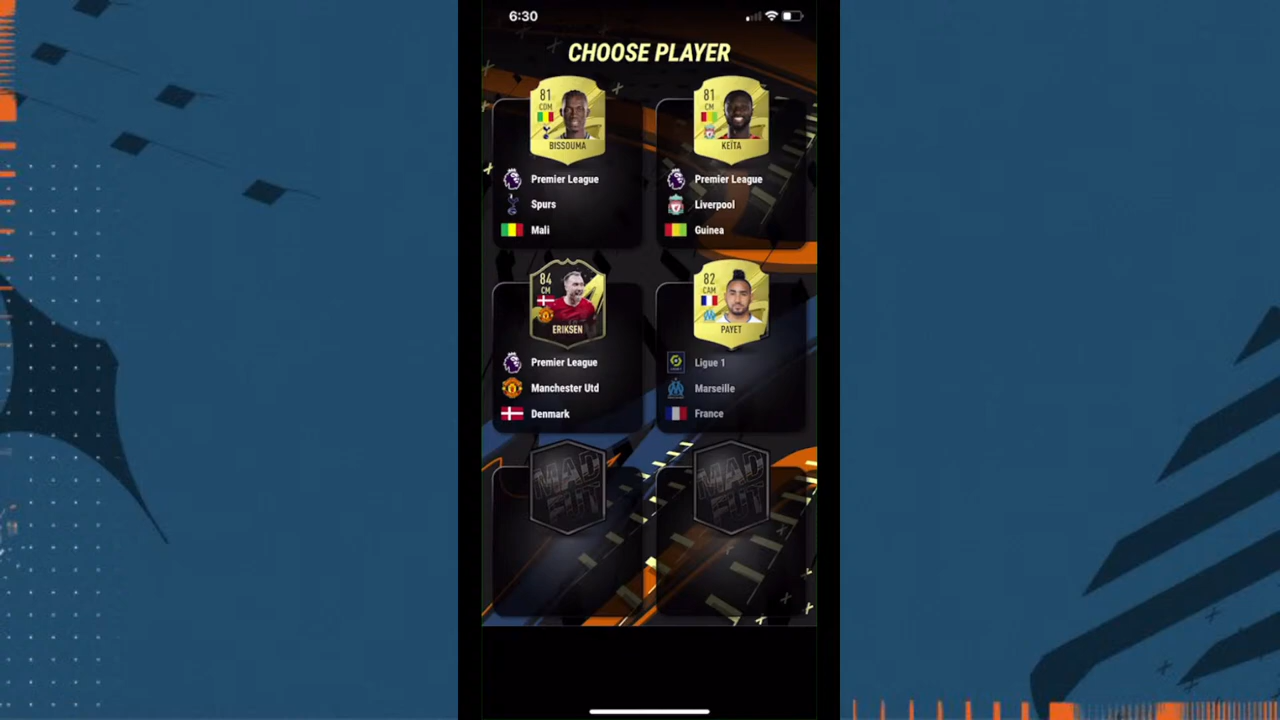 6:30
CHOOSE PLAYER
81
CDM
BISSOUMA
Premier League
Spurs
Mali
81
CM
KEÏTA
Premier League
Liverpool
Guinea
84
CM
ERIKSEN
Premier League
Manchester Utd
Denmark
82
CAM
PAYET
Ligue 1
Marseille
France
MAD
FUT
MAD
FUT